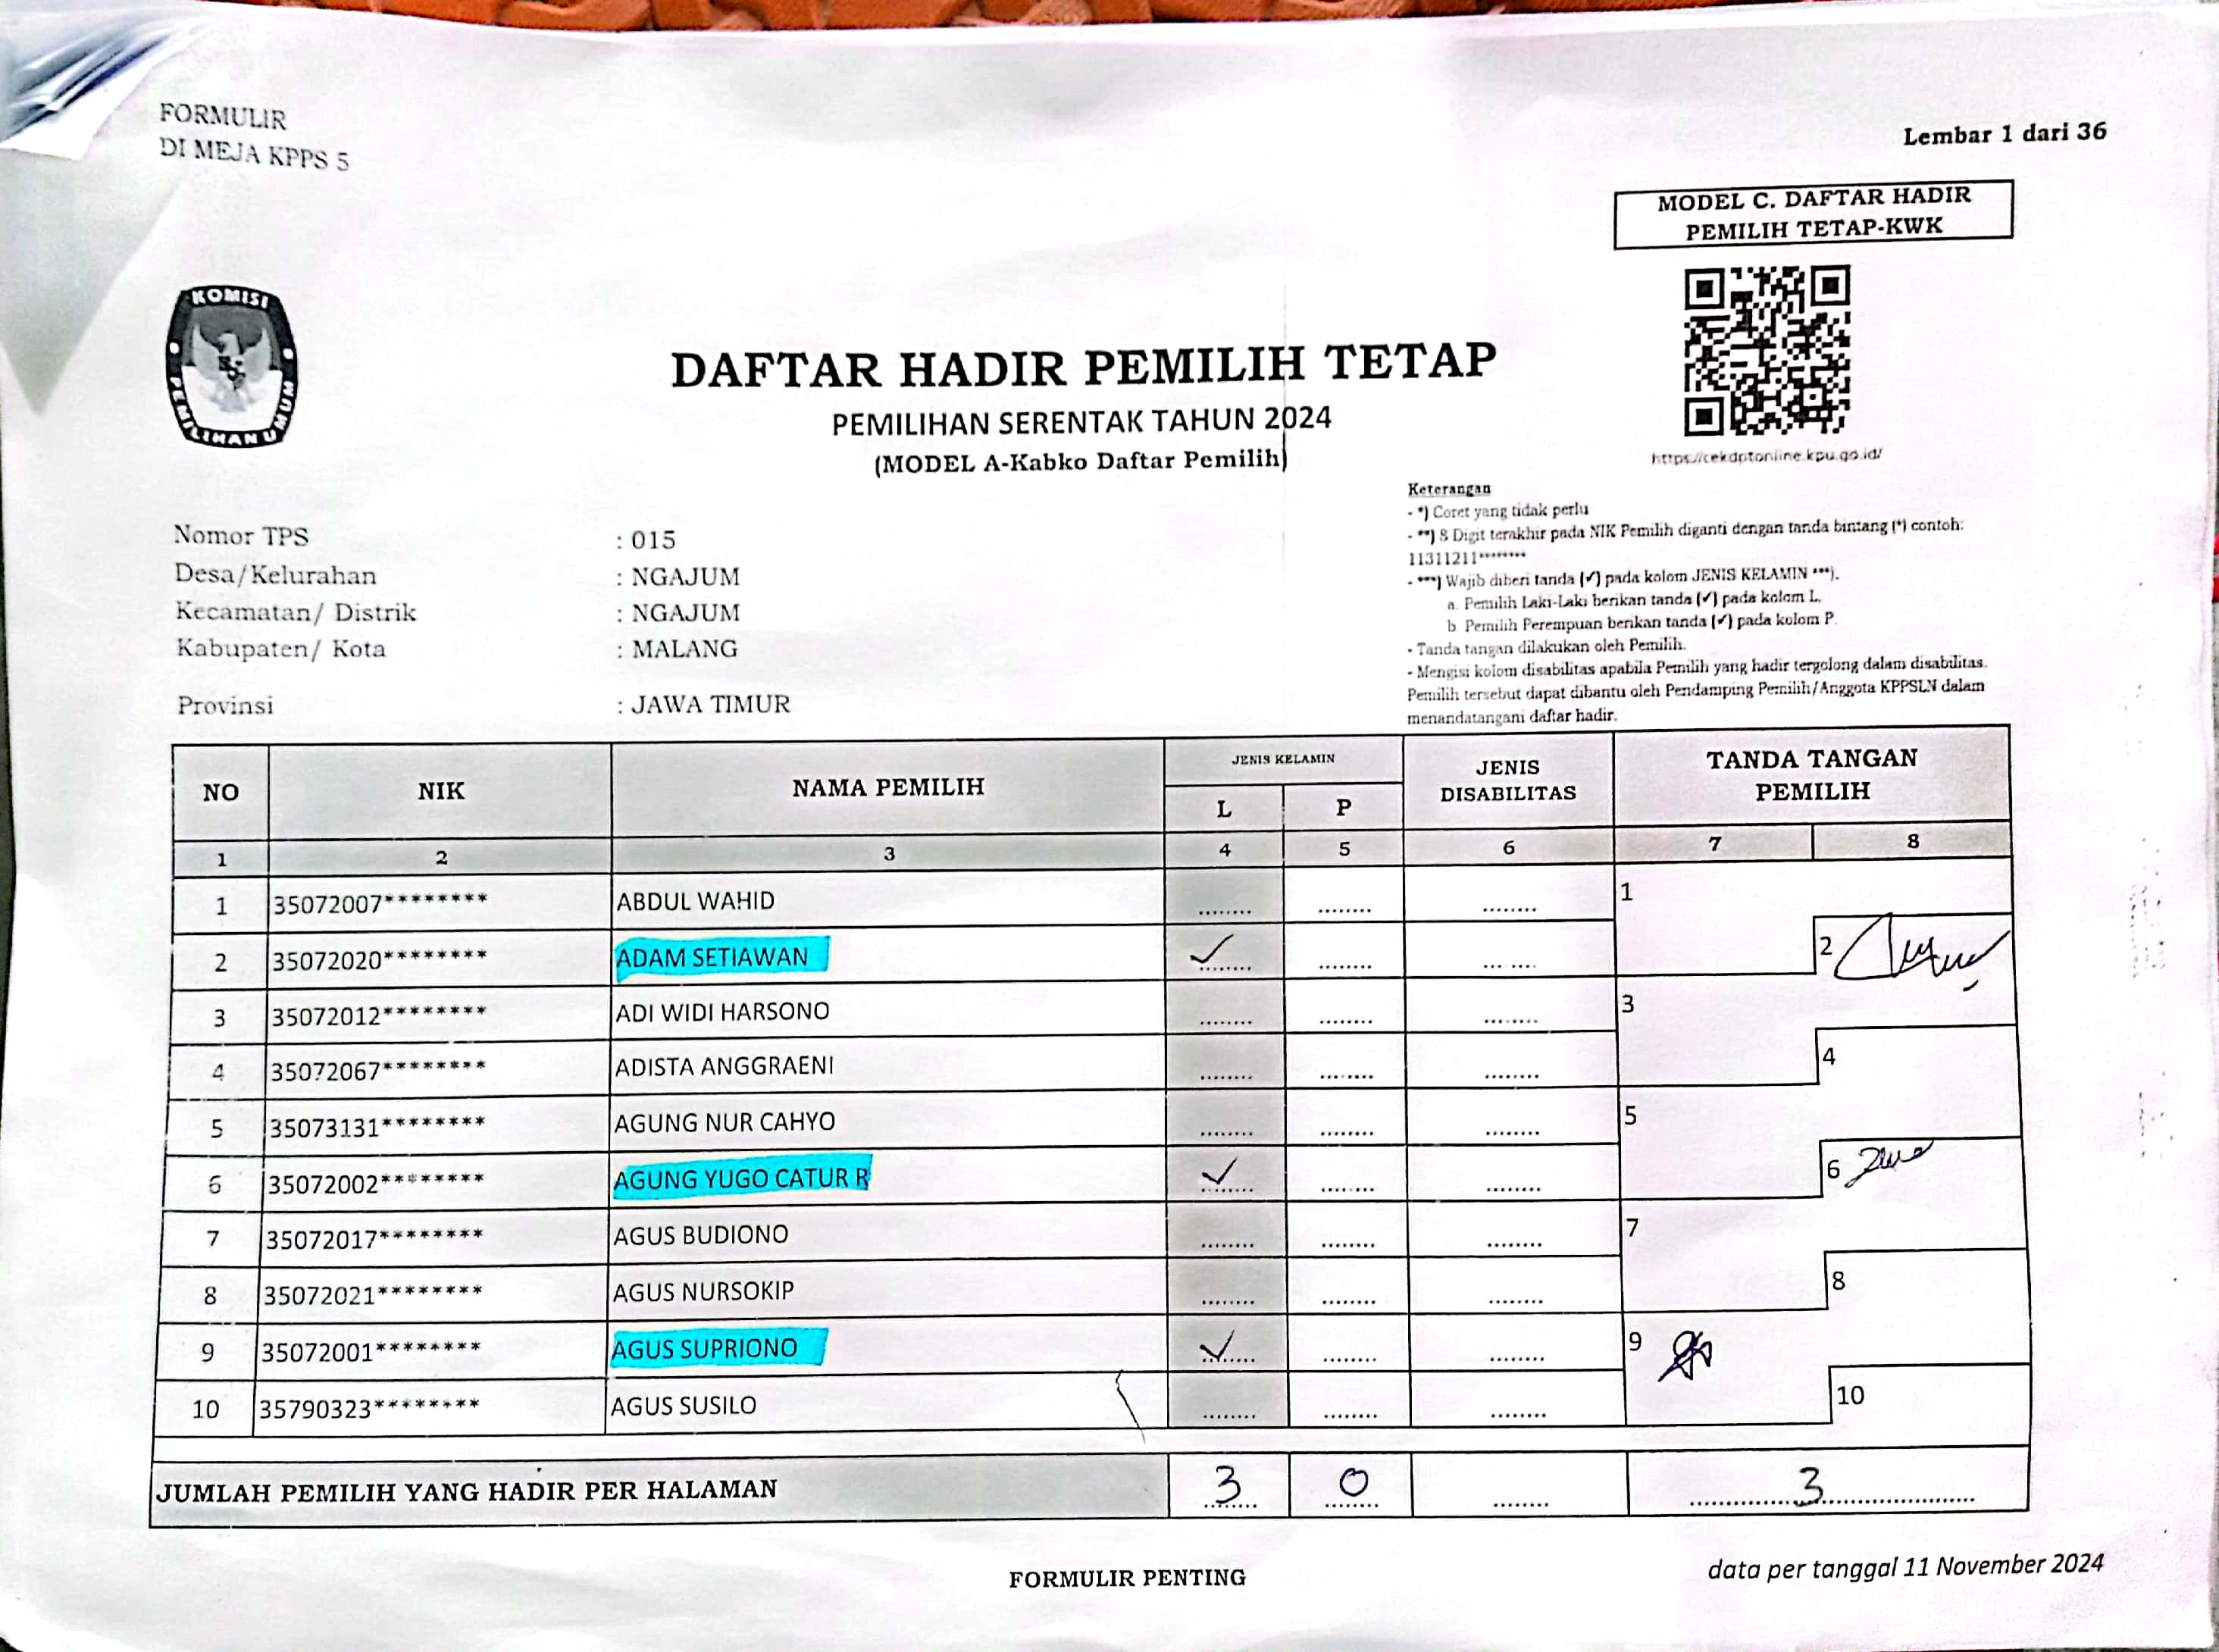 FORMULIR
DI MEJA KPPS 5
Lembar 1 dari 36
MODEL C. DAFTAR HADIR
PEMILIH TETAP-KWK
KOMISI
PEMILIHAN UMUM
https://cekdptonline.kpu.go.id/
DAFTAR HADIR PEMILIH TETAP
PEMILIHAN SERENTAK TAHUN 2024
(MODEL A-Kabko Daftar Pemilih)
Nomor TPS : 015
Desa/Kelurahan : NGAJUM
Kecamatan/ Distrik : NGAJUM
Kabupaten/ Kota : MALANG
Provinsi : JAWA TIMUR
Keterangan
- *) Coret yang tidak perlu
- **) 8 Digit terakhir pada NIK Pemilih diganti dengan tanda bintang (*) contoh:
11311211********
- ***) Wajib diberi tanda (✓) pada kolom JENIS KELAMIN ***).
a. Pemilih Laki-Laki berikan tanda (✓) pada kolom L.
b Pemilih Perempuan berikan tanda (✓) pada kolom P.
- Tanda tangan dilakukan oleh Pemilih.
- Mengisi kolom disabilitas apabila Pemilih yang hadir tergolong dalam disabilitas.
Pemilih tersebut dapat dibantu oleh Pendamping Pemilih/Anggota KPPSLN dalam
menandatangani daftar hadir.
NO NIK NAMA PEMILIH JENIS KELAMIN JENIS DISABILITAS TANDA TANGAN PEMILIH
L P
1 2 3 4 5 6 7 8
1 35072007******** ABDUL WAHID ........ ........ ........ 1
2 35072020******** ADAM SETIAWAN ✓ ........ ........ 2
3 35072012******** ADI WIDI HARSONO ........ ........ ........ 3
4 35072067******** ADISTA ANGGRAENI ........ ........ ........ 4
5 35073131******** AGUNG NUR CAHYO ........ ........ ........ 5
6 35072002******** AGUNG YUGO CATUR R ✓ ........ ........ 6
7 35072017******** AGUS BUDIONO ........ ........ ........ 7
8 35072021******** AGUS NURSOKIP ........ ........ ........ 8
9 35072001******** AGUS SUPRIONO ✓ ........ ........ 9
10 35790323******** AGUS SUSILO ........ ........ ........ 10
JUMLAH PEMILIH YANG HADIR PER HALAMAN 3 0 ........ 3
FORMULIR PENTING
data per tanggal 11 November 2024